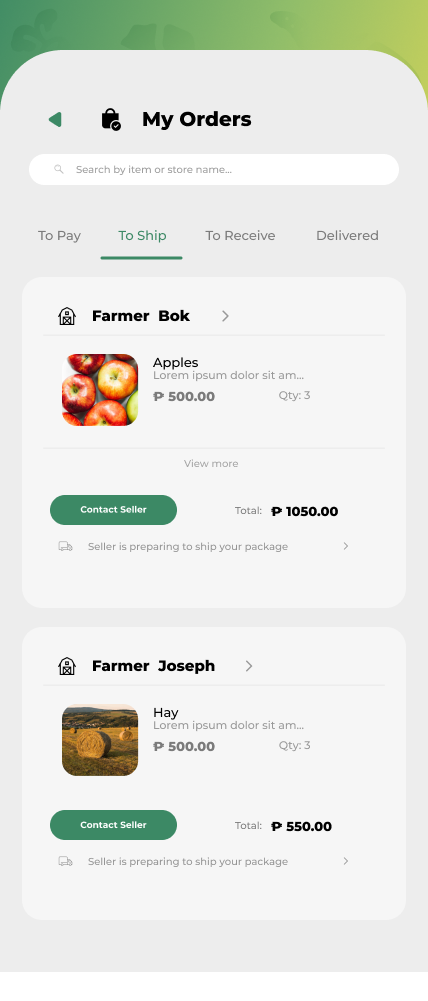 My Orders
Search by item or store name...
To Pay To Ship To Receive Delivered
Farmer Bok
Apples
Lorem ipsum dolor sit am...
₱ 500.00 Qty: 3
View more
Contact Seller Total: ₱ 1050.00
Seller is preparing to ship your package
Farmer Joseph
Hay
Lorem ipsum dolor sit am...
₱ 500.00 Qty: 3
Contact Seller Total: ₱ 550.00
Seller is preparing to ship your package